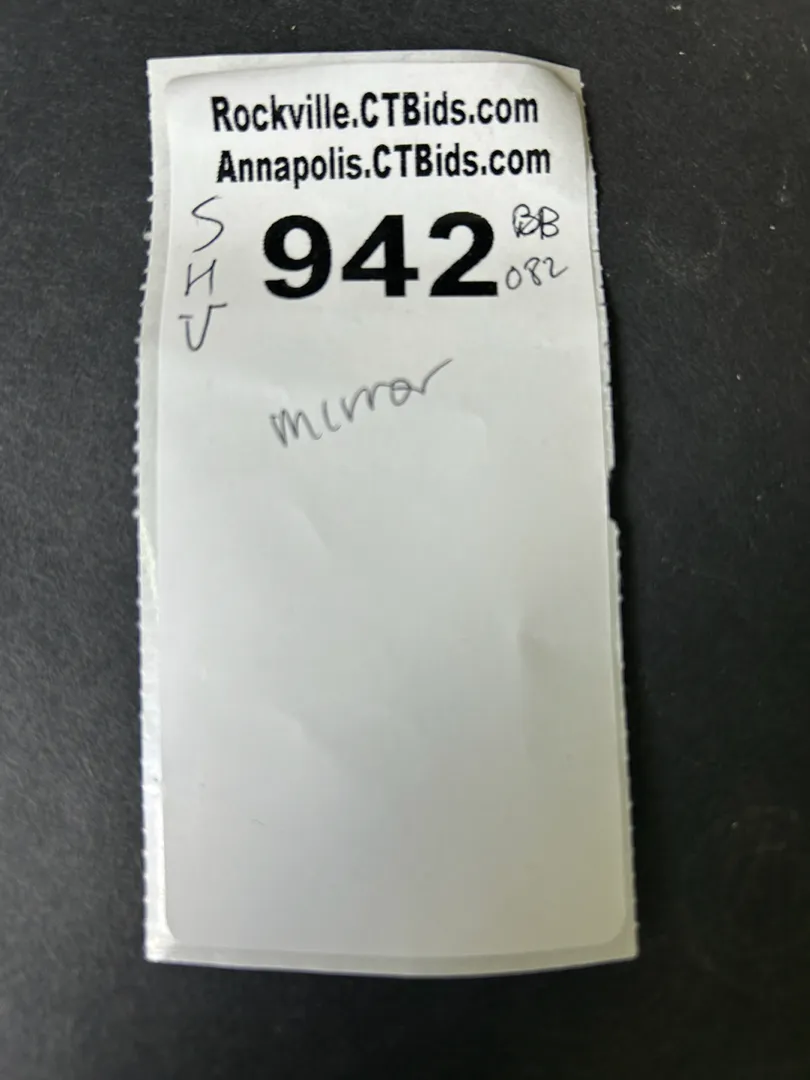 Rockville.CTBids.com
Annapolis.CTBids.com
S
H
U
942
BB
082
mirror